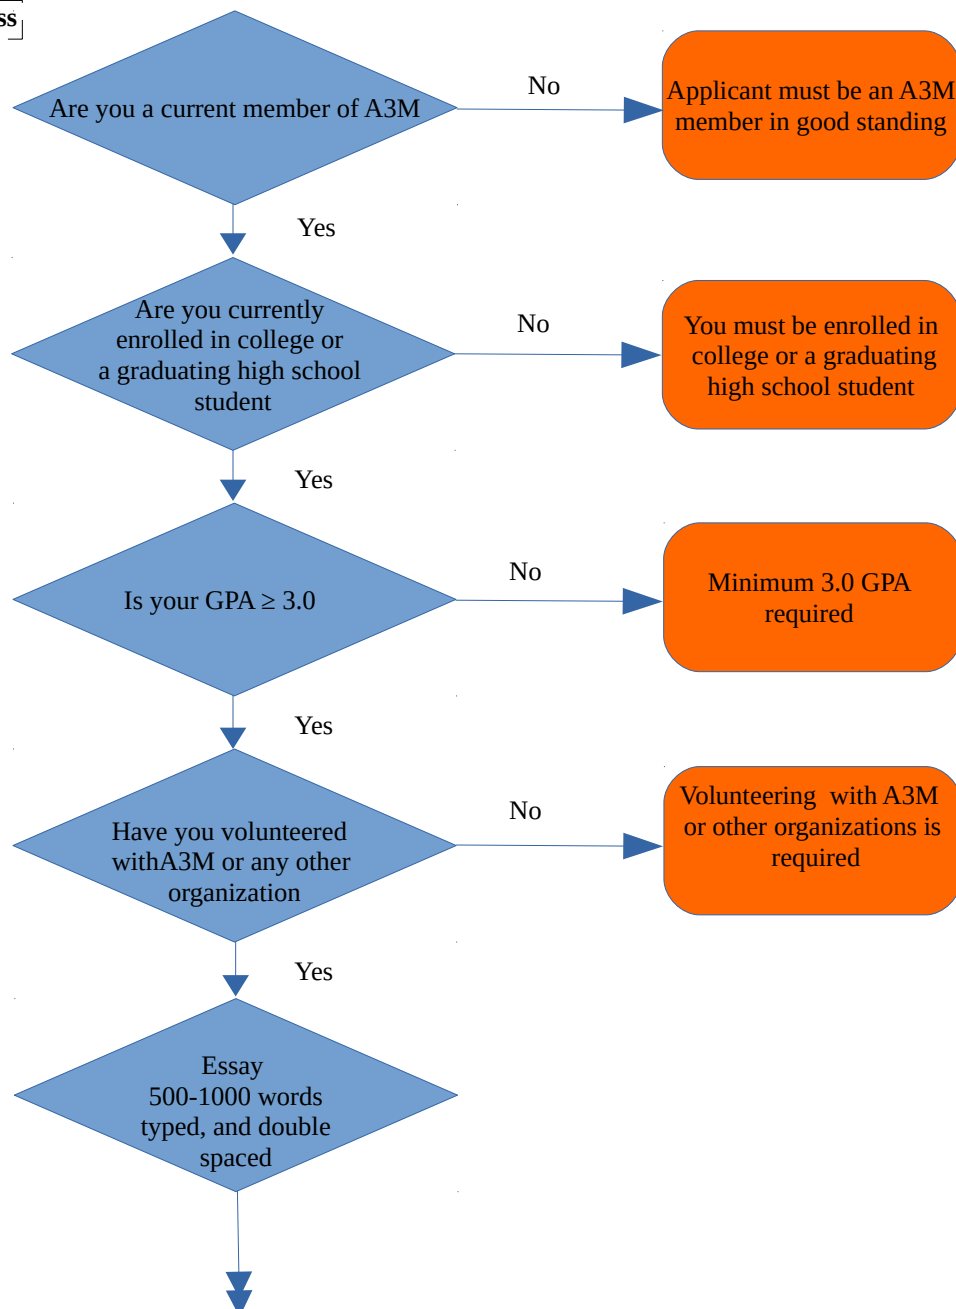 ss
Are you a current member of A3M
No
Applicant must be an A3M
member in good standing
Yes
Are you currently
enrolled in college or
a graduating high school
student
No
You must be enrolled in
college or a graduating
high school student
Yes
Is your GPA ≥ 3.0
No
Minimum 3.0 GPA
required
Yes
Have you volunteered
withA3M or any other
organization
No
Volunteering  with A3M
or other organizations is
required
Yes
Essay
500-1000 words
typed, and double
spaced